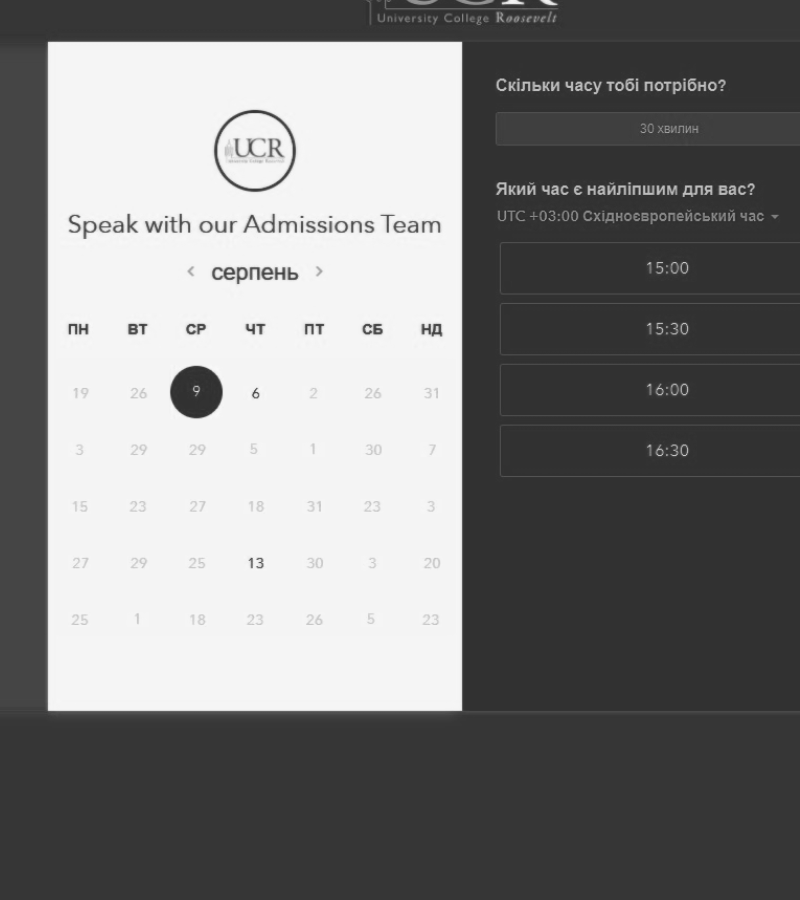 UCR
University College Roosevelt
UCR
Speak with our Admissions Team
серпень
ПН ВТ СР ЧТ ПТ СБ НД
19 26 9 6 2 26 31
3 29 29 5 1 30 7
15 23 27 18 31 23 3
27 29 25 13 30 3 20
25 1 18 23 26 5 23
Скільки часу тобі потрібно?
30 хвилин
Який час є найліпшим для вас?
UTC +03:00 Східноєвропейський час
15:00
15:30
16:00
16:30